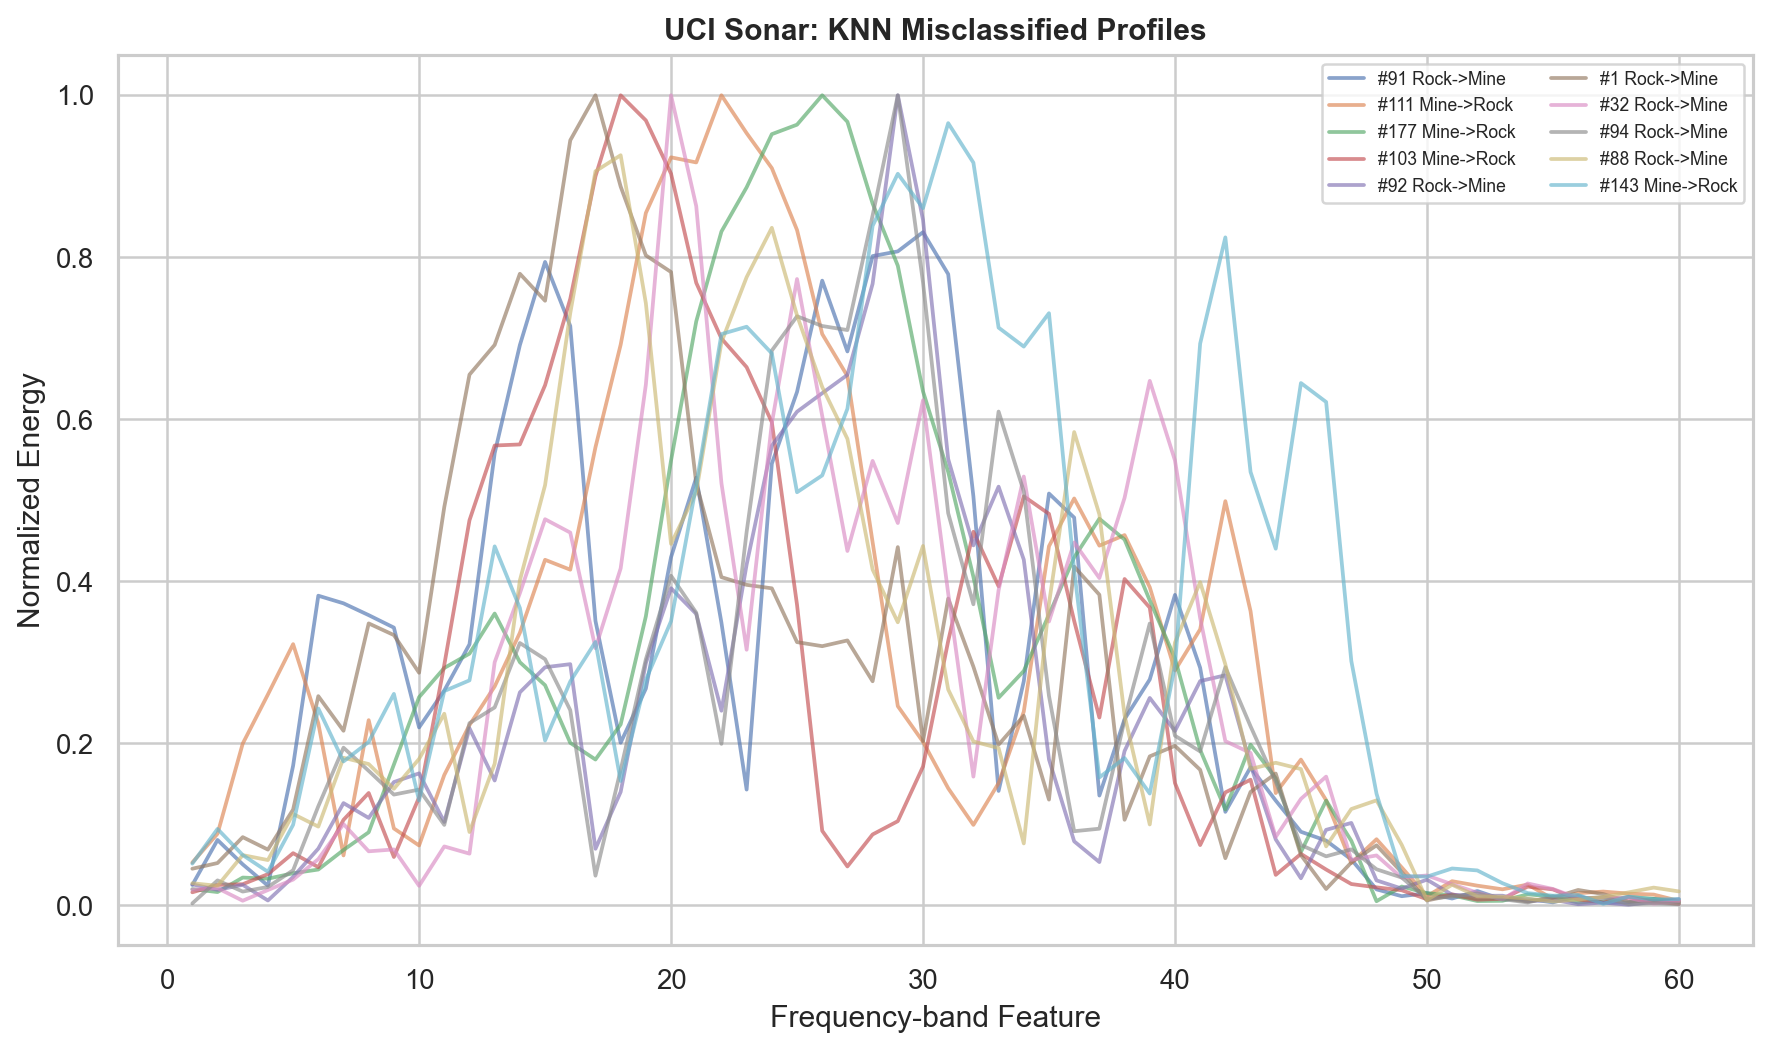 UCI Sonar: KNN Misclassified Profiles
#91 Rock->Mine
#111 Mine->Rock
#177 Mine->Rock
#103 Mine->Rock
#92 Rock->Mine
#1 Rock->Mine
#32 Rock->Mine
#94 Rock->Mine
#88 Rock->Mine
#143 Mine->Rock
Normalized Energy
1.0
0.8
0.6
0.4
0.2
0.0
0 10 20 30 40 50 60
Frequency-band Feature